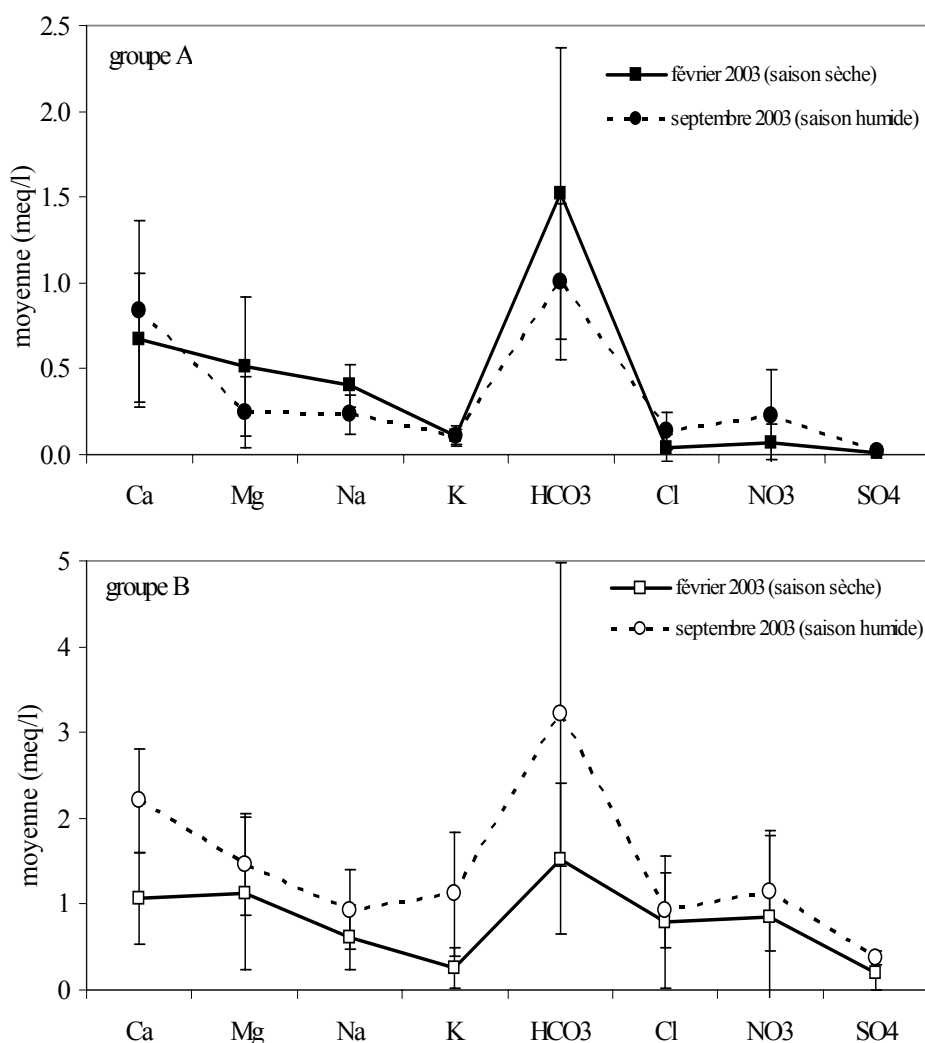 groupe A
février 2003 (saison sèche)
septembre 2003 (saison humide)
moyenne (meq/l)
2.5
2.0
1.5
1.0
0.5
0.0
Ca Mg Na K HCO3 Cl NO3 SO4
groupe B
février 2003 (saison sèche)
septembre 2003 (saison humide)
moyenne (meq/l)
5
4
3
2
1
0
Ca Mg Na K HCO3 Cl NO3 SO4